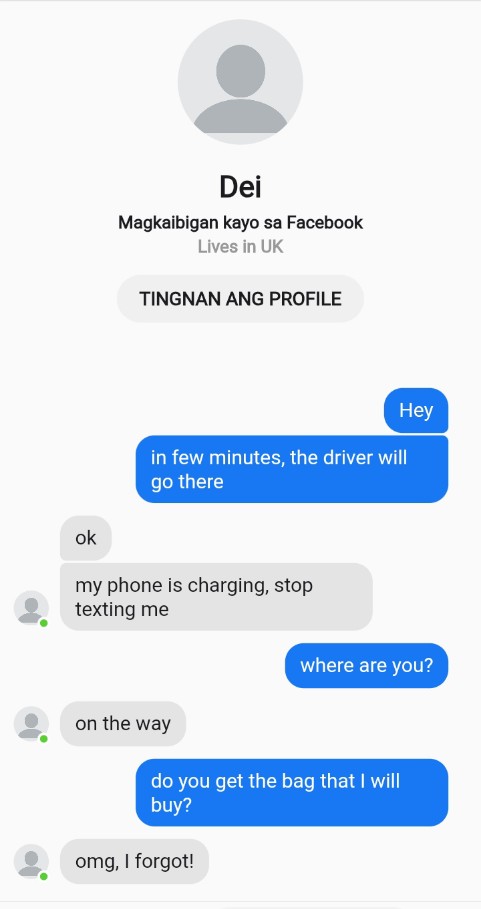 Dei
Magkaibigan kayo sa Facebook
Lives in UK
TINGNAN ANG PROFILE
Hey
in few minutes, the driver will
go there
ok
my phone is charging, stop
texting me
where are you?
on the way
do you get the bag that I will
buy?
omg, I forgot!